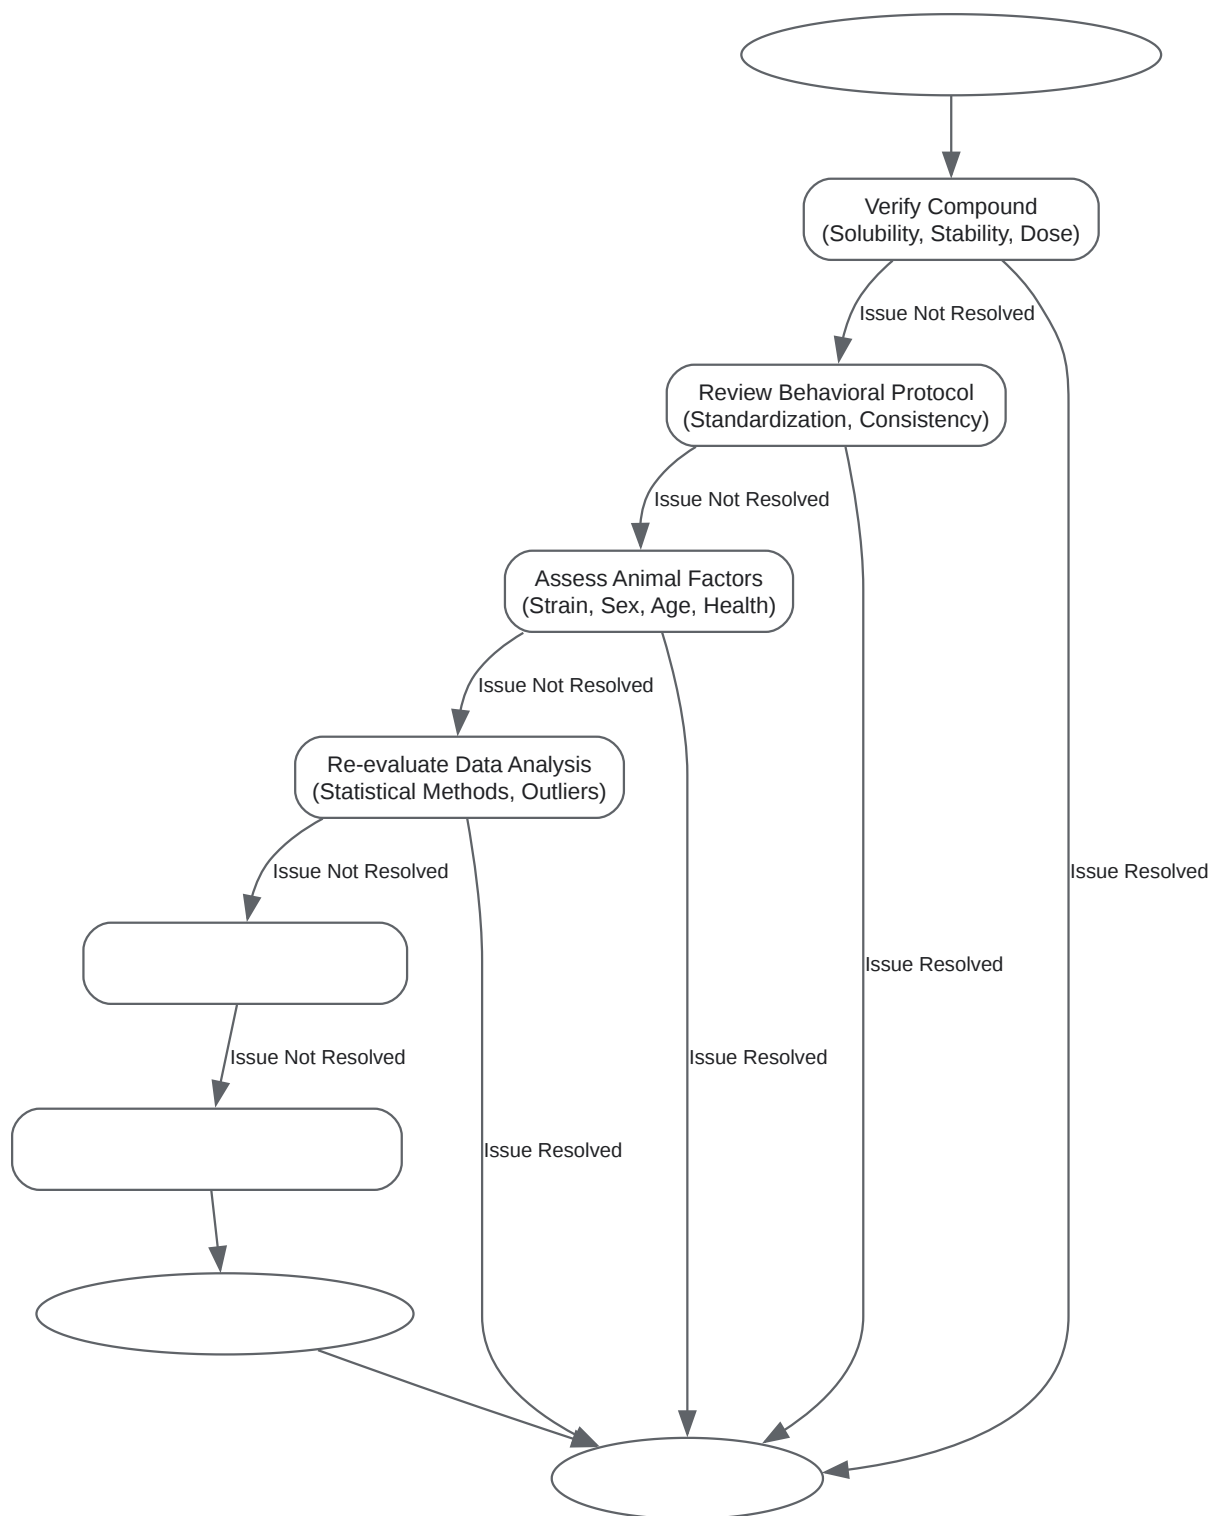 Verify Compound
(Solubility, Stability, Dose)
Issue Not Resolved
Review Behavioral Protocol
(Standardization, Consistency)
Issue Not Resolved
Assess Animal Factors
(Strain, Sex, Age, Health)
Issue Not Resolved
Re-evaluate Data Analysis
(Statistical Methods, Outliers)
Issue Not Resolved
Issue Resolved
Issue Resolved
Issue Not Resolved
Issue Resolved
Issue Resolved